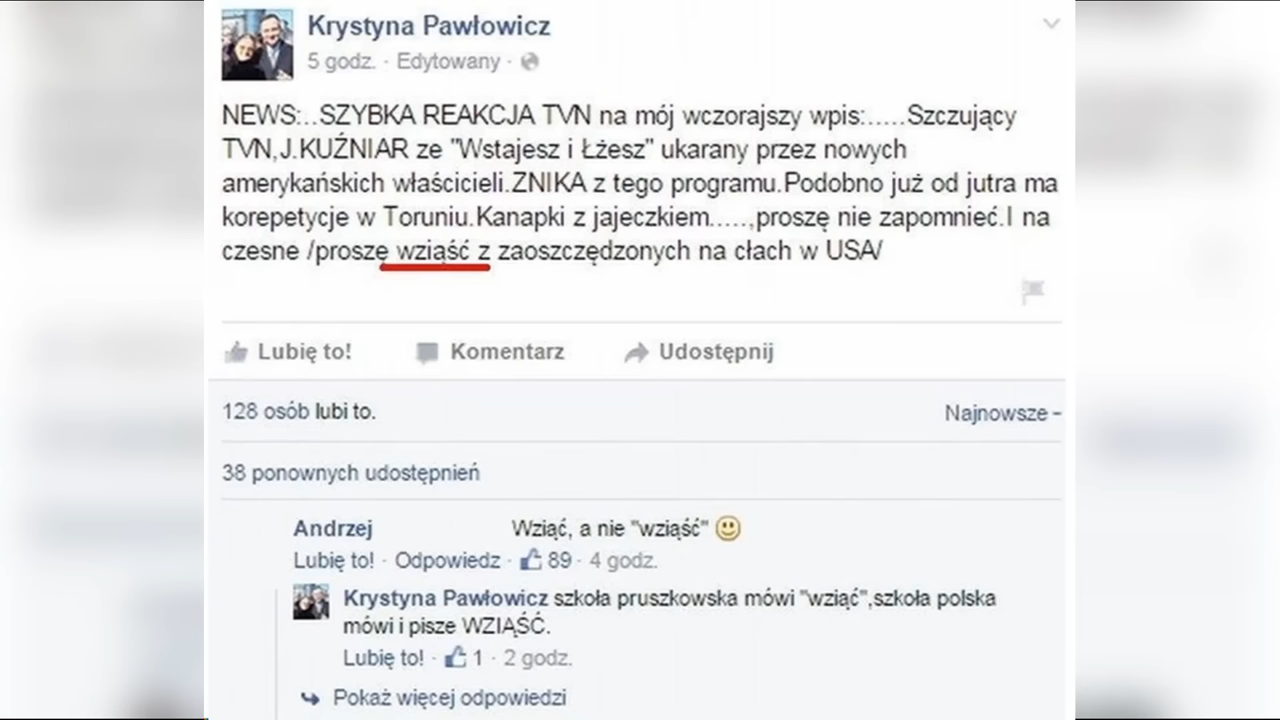 Krystyna Pawłowicz
5 godz. · Edytowany ·
NEWS:..SZYBKA REAKCJA TVN na mój wczorajszy wpis:.....Szczujący
TVN,J.KUŹNIAR ze "Wstajesz i Łżesz" ukarany przez nowych
amerykańskich właścicieli.ZNIKA z tego programu.Podobno już od jutra ma
korepetycje w Toruniu.Kanapki z jajeczkiem.....,proszę nie zapomnieć.I na
czesne /proszę wziąść z zaoszczędzonych na cłach w USA/
Lubię to! Komentarz Udostępnij
128 osób lubi to. Najnowsze
38 ponownych udostępnień
Andrzej Wziąć, a nie "wziąść"
Lubię to! · Odpowiedz · 89 · 4 godz.
Krystyna Pawłowicz szkoła pruszkowska mówi "wziąć",szkoła polska
mówi i pisze WZIĄŚĆ.
Lubię to! · 1 · 2 godz.
Pokaż więcej odpowiedzi